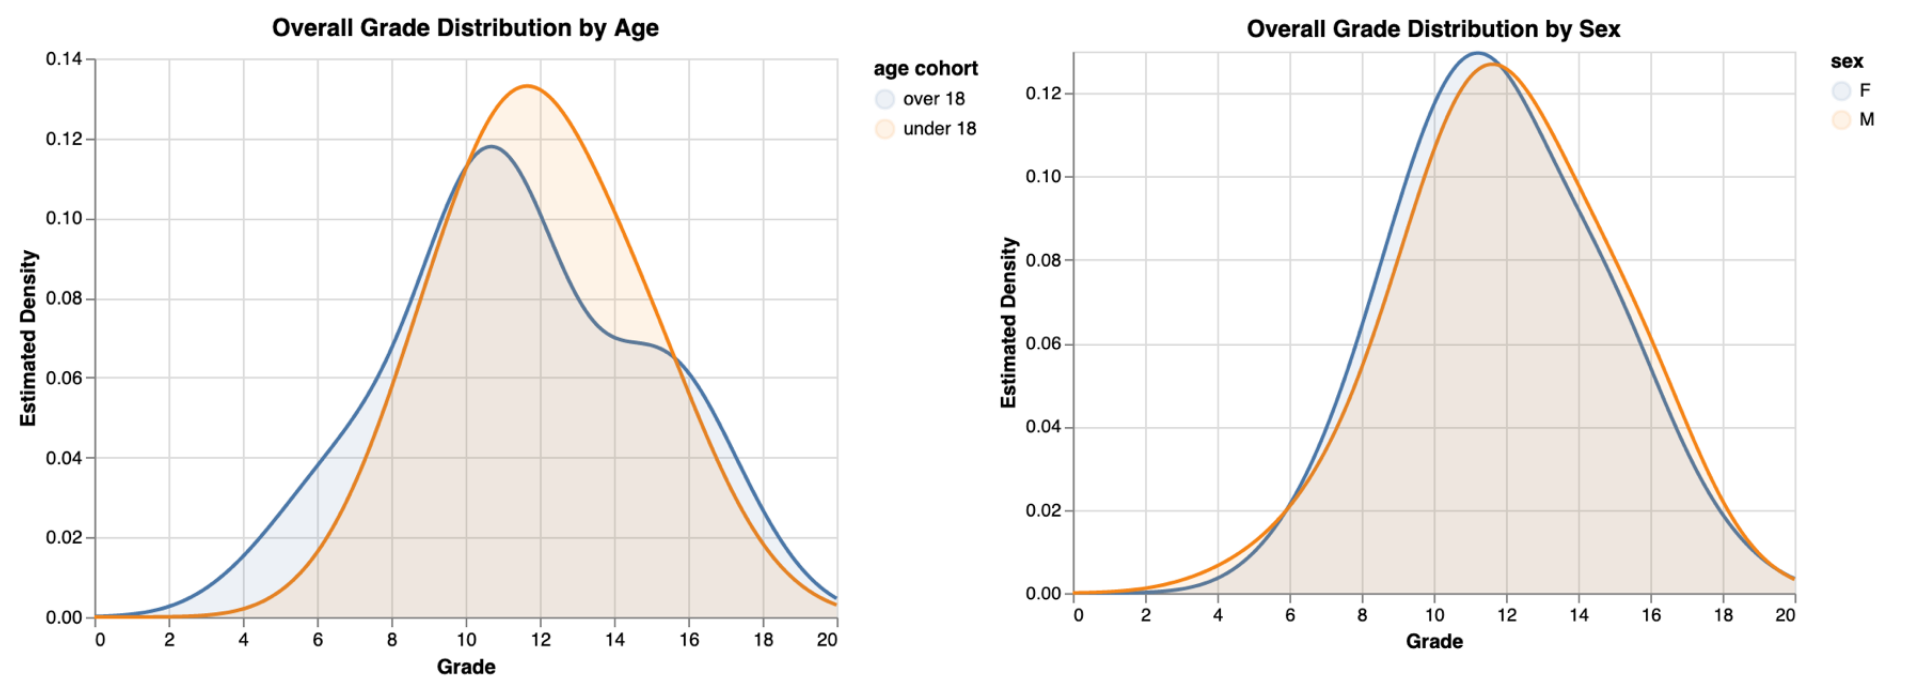 Overall Grade Distribution by Age
0.14
0.12
0.10
0.08
0.06
0.04
0.02
0.00
Estimated Density
0 2 4 6 8 10 12 14 16 18 20
Grade
age cohort
over 18
under 18
Overall Grade Distribution by Sex
0.12
0.10
0.08
0.06
0.04
0.02
0.00
Estimated Density
0 2 4 6 8 10 12 14 16 18 20
Grade
sex
F
M